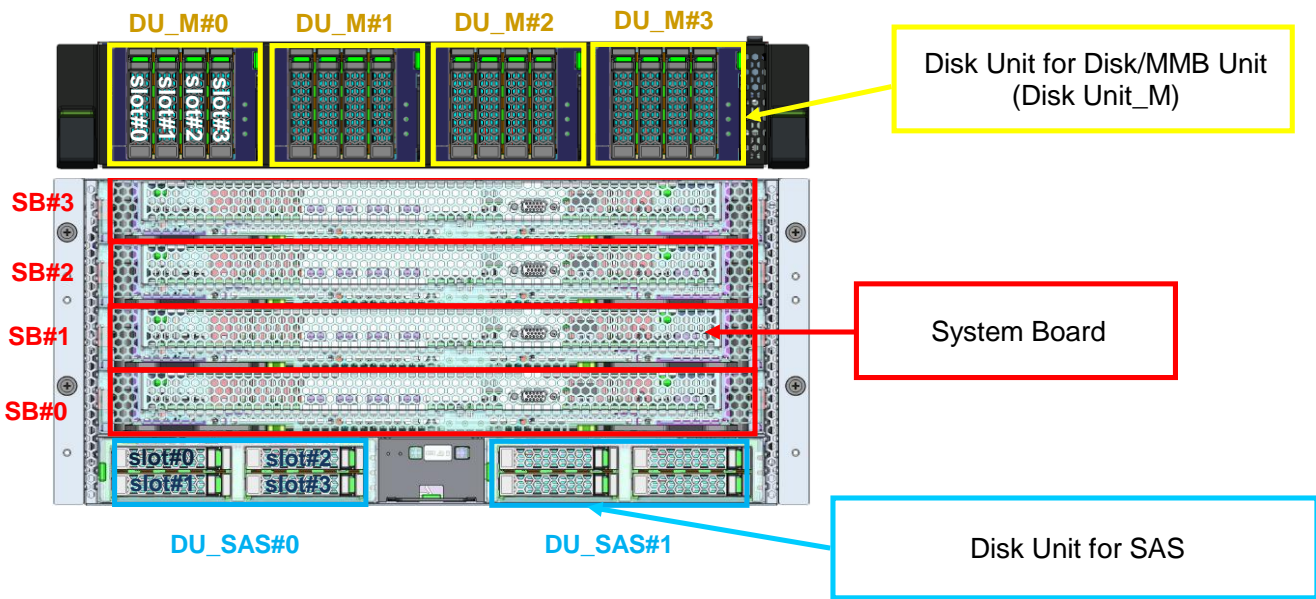 DU_M#0 DU_M#1 DU_M#2 DU_M#3
slot#0
slot#1
slot#2
slot#3
Disk Unit for Disk/MMB Unit
(Disk Unit_M)
SB#3
SB#2
SB#1
SB#0
System Board
slot#0 slot#2
slot#1 slot#3
DU_SAS#0 DU_SAS#1
Disk Unit for SAS